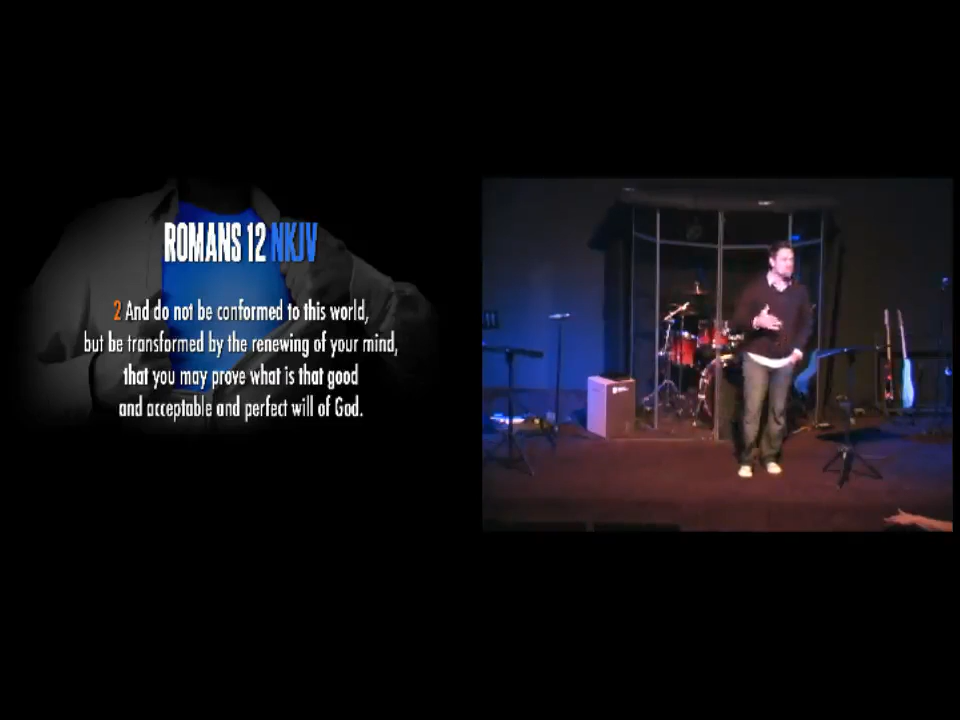 ROMANS 12 NKJV
2 And do not be conformed to this world,
but be transformed by the renewing of your mind,
that you may prove what is that good
and acceptable and perfect will of God.